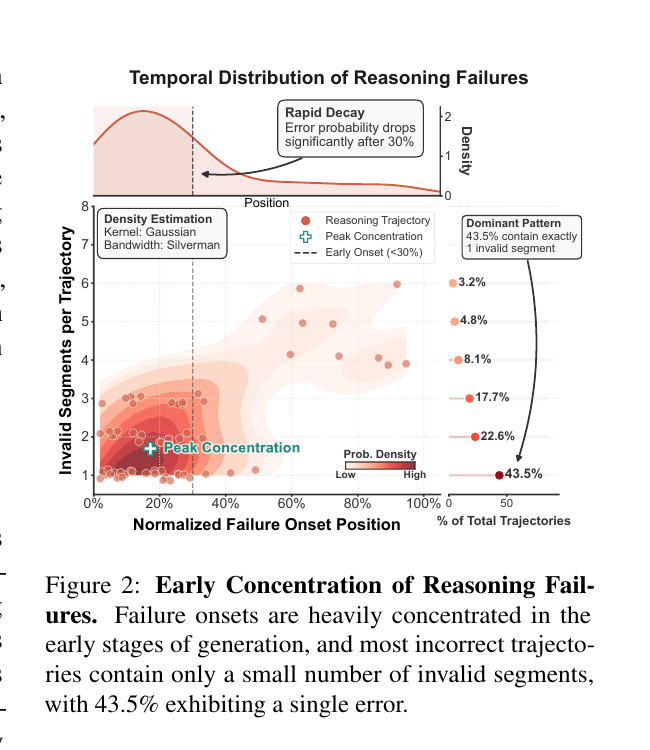 Temporal Distribution of Reasoning Failures
Rapid Decay
Error probability drops
significantly after 30%
2
1
0
Density
Position
8
7
6
5
4
3
2
1
Invalid Segments per Trajectory
Density Estimation
Kernel: Gaussian
Bandwidth: Silverman
Reasoning Trajectory
Peak Concentration
Early Onset (<30%)
Peak Concentration
Prob. Density
Low High
0% 20% 40% 60% 80% 100%
Normalized Failure Onset Position
Dominant Pattern
43.5% contain exactly
1 invalid segment
3.2%
4.8%
8.1%
17.7%
22.6%
43.5%
0 50
% of Total Trajectories
Figure 2: Early Concentration of Reasoning Fail-
ures. Failure onsets are heavily concentrated in the
early stages of generation, and most incorrect trajecto-
ries contain only a small number of invalid segments,
with 43.5% exhibiting a single error.